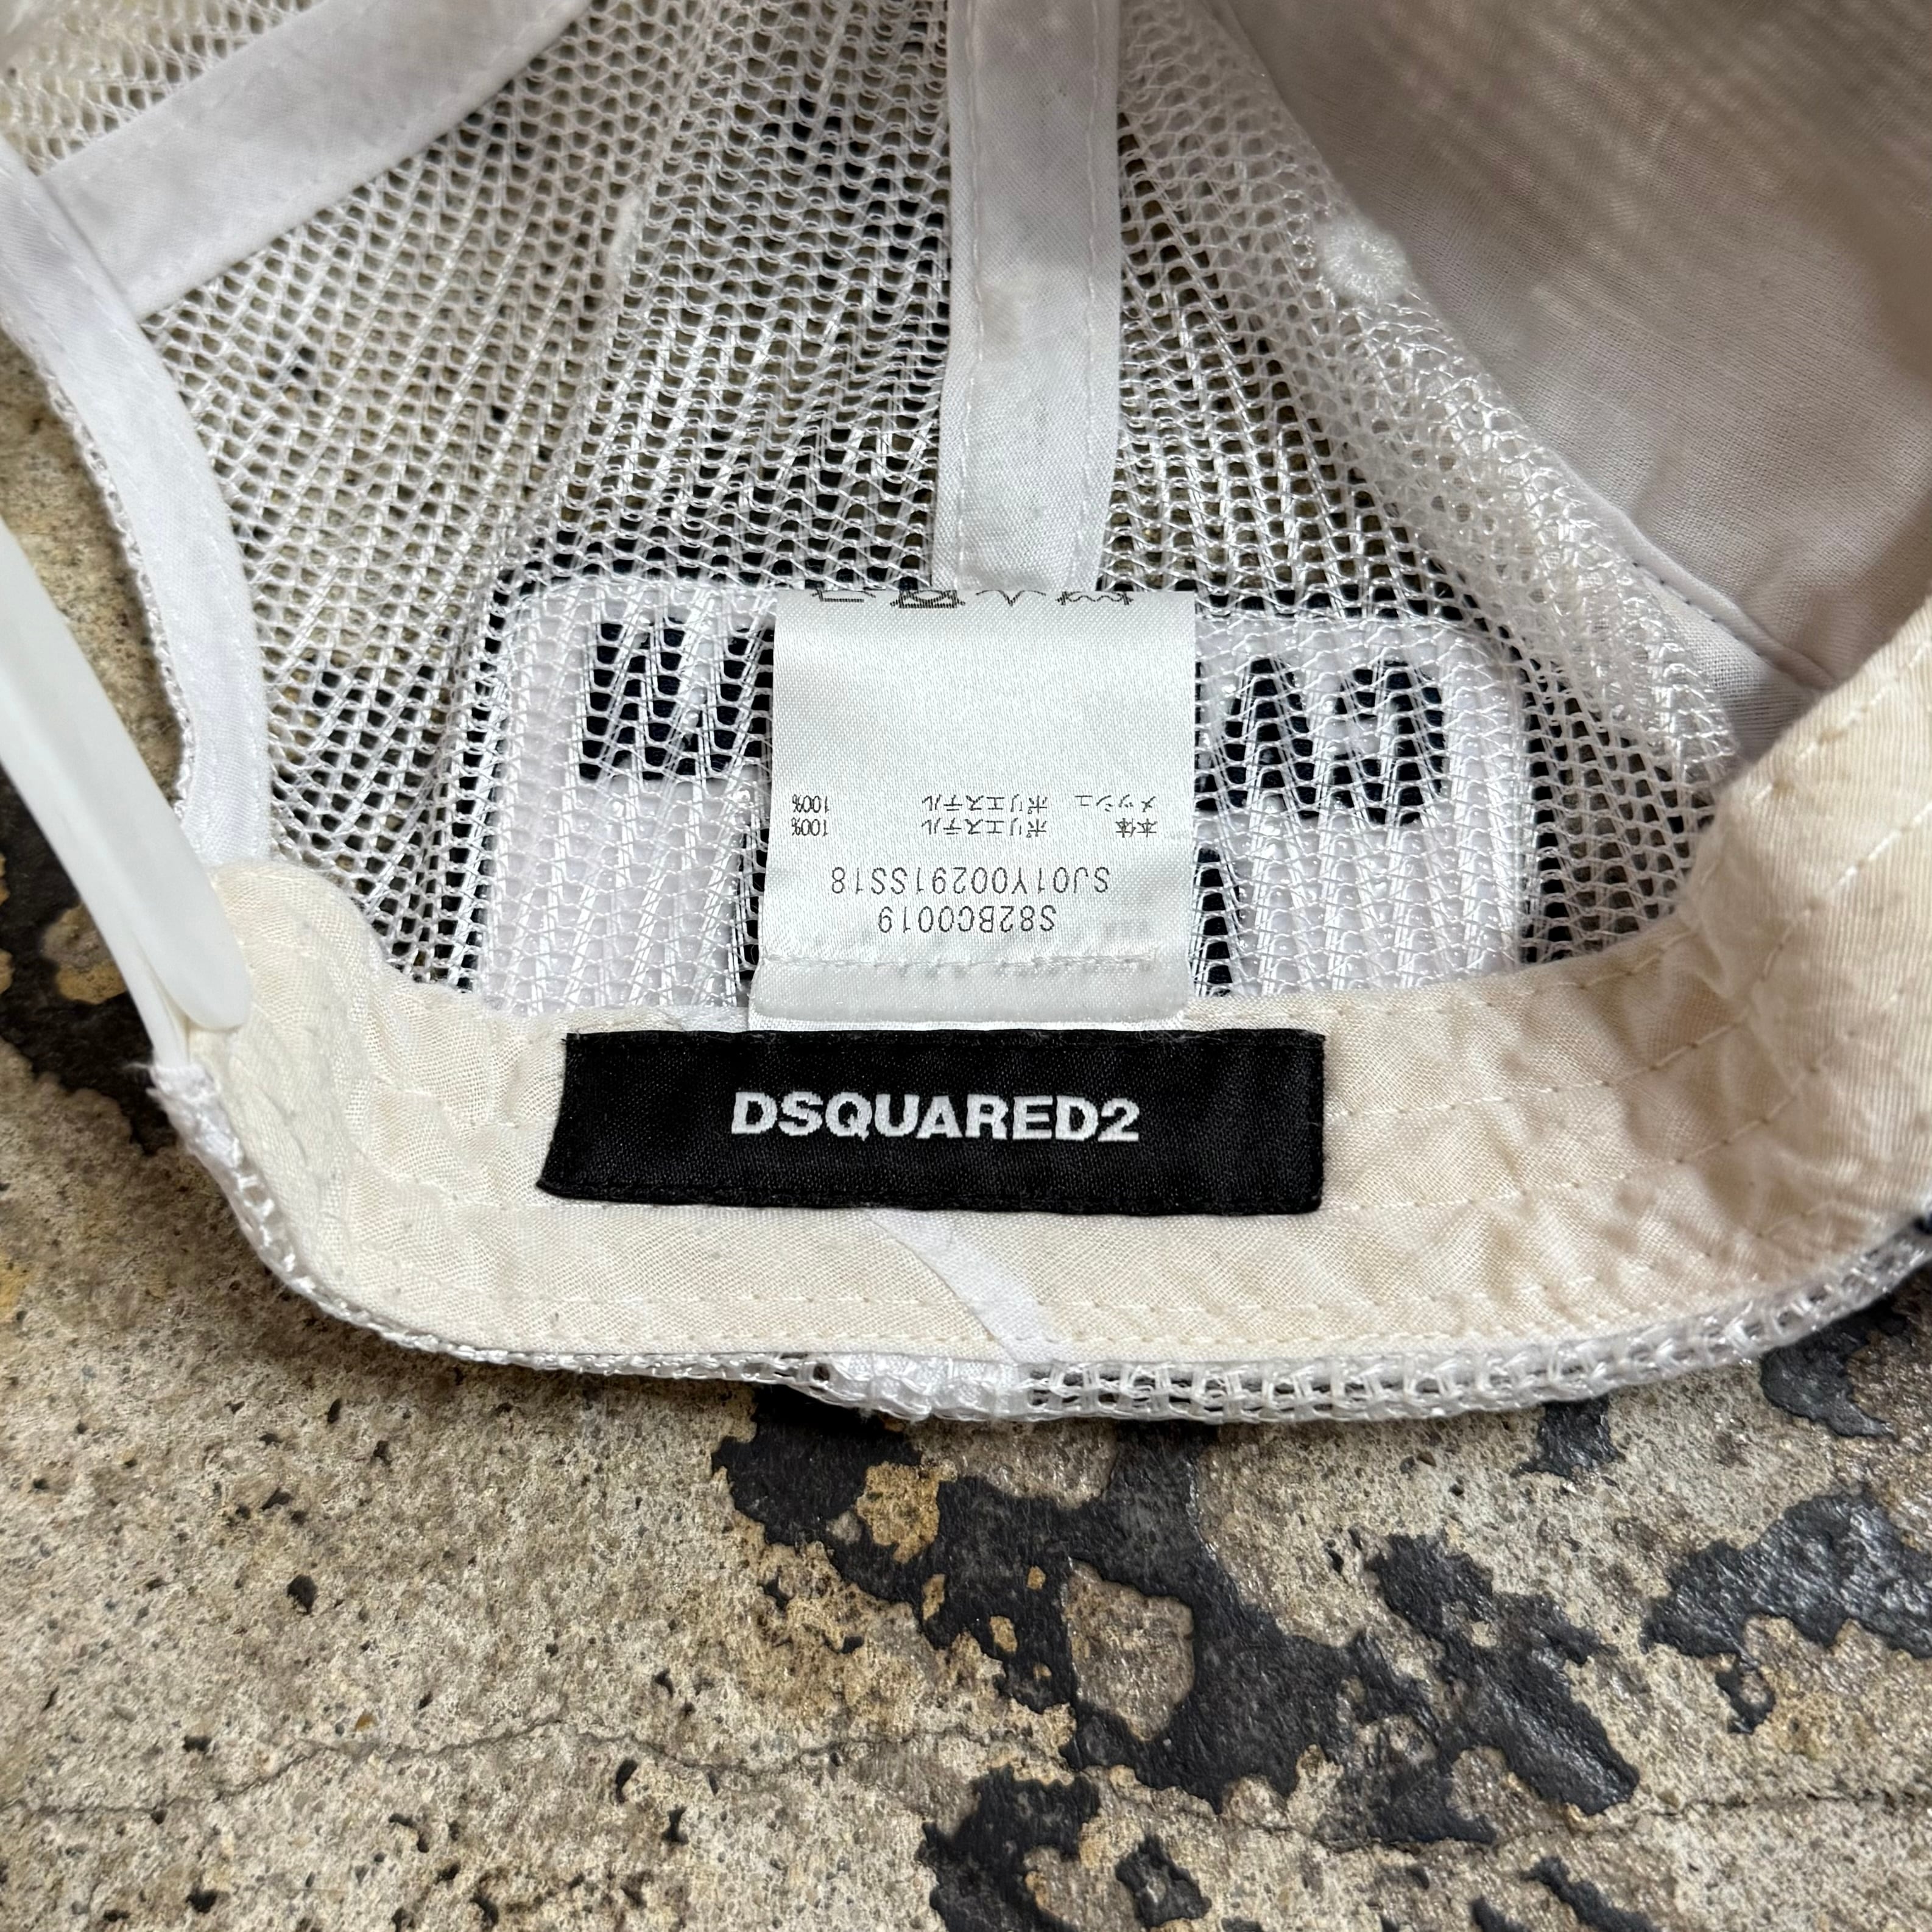 DSQUARED2
S82BC0019
SJ01Y00291SS18
本体 ポリエステル 100%
メッシュ ポリエステル 100%